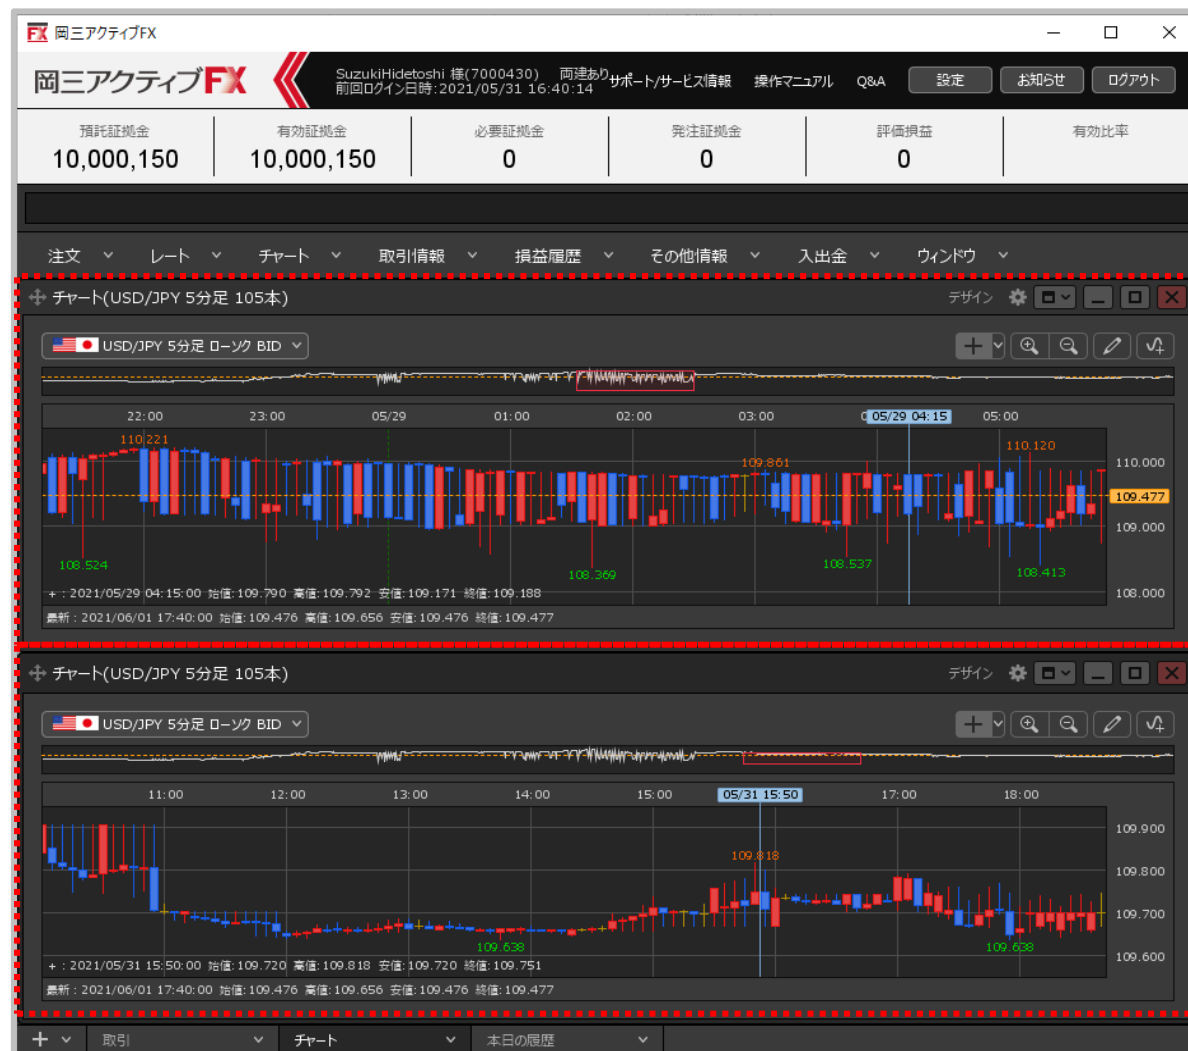 FX 岡三アクティブFX
岡三アクティブFX
SuzukiHidetoshi 様(7000430) 両建あり
前回ログイン日時:2021/05/31 16:40:14
サポート/サービス情報 操作マニュアル Q&A 設定 お知らせ ログアウト
預託証拠金 有効証拠金 必要証拠金 発注証拠金 評価損益 有効比率
10,000,150 10,000,150 0 0 0
注文 レート チャート 取引情報 損益履歴 その他情報 入出金 ウィンドウ
チャート(USD/JPY 5分足 105本) デザイン
USD/JPY 5分足 ローソク BID
22:00 23:00 05/29 01:00 02:00 03:00 05/29 04:15 05:00
110.221
110.120
109.861
110.000
109.477
109.000
108.524
108.369
108.537
108.413
108.000
+ : 2021/05/29 04:15:00 始値:109.790 高値:109.792 安値:109.171 終値:109.188
最新 : 2021/06/01 17:40:00 始値:109.476 高値:109.656 安値:109.476 終値:109.477
チャート(USD/JPY 5分足 105本) デザイン
USD/JPY 5分足 ローソク BID
11:00 12:00 13:00 14:00 15:00 05/31 15:50 17:00 18:00
109.900
109.818
109.800
109.700
109.638
109.638
109.600
+ : 2021/05/31 15:50:00 始値:109.720 高値:109.818 安値:109.720 終値:109.751
最新 : 2021/06/01 17:40:00 始値:109.476 高値:109.656 安値:109.476 終値:109.477
取引 チャート 本日の履歴